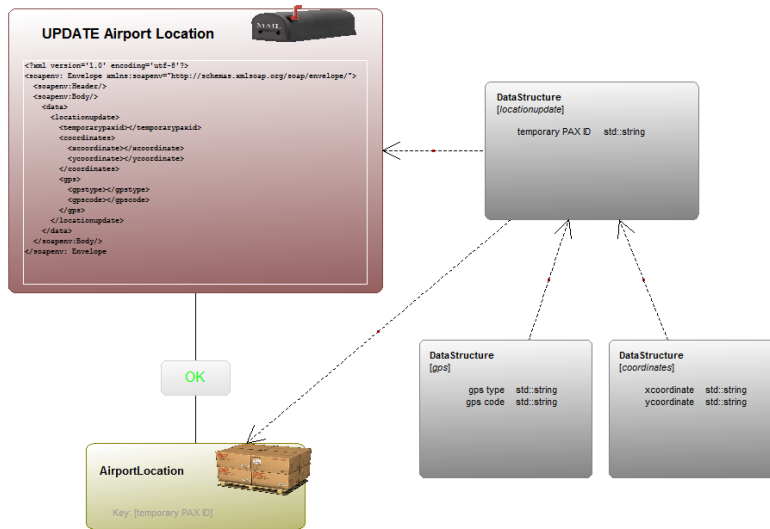 UPDATE Airport Location
MAIL
<?xml version='1.0' encoding='utf-8'?>
<soapenv: Envelope xmlns:soapenv="http://schemas.xmlsoap.org/soap/envelope/">
<soapenv:Header/>
<soapenv:Body/>
<data>
<locationupdate>
<temporarypaxid></temporarypaxid>
<coordinates>
<xcoordinate></xcoordinate>
<ycoordinate></ycoordinate>
</coordinates>
<gps>
<gpstype></gpstype>
<gpscode></gpscode>
</gps>
</locationupdate>
</data>
</soapenv:Body/>
</soapenv: Envelope
DataStructure
[locationupdate]
temporary PAX ID std::string
DataStructure
[gps]
gps type std::string
gps code std::string
DataStructure
[coordinates]
xcoordinate std::string
ycoordinate std::string
OK
AirportLocation
Key: [temporary PAX ID]